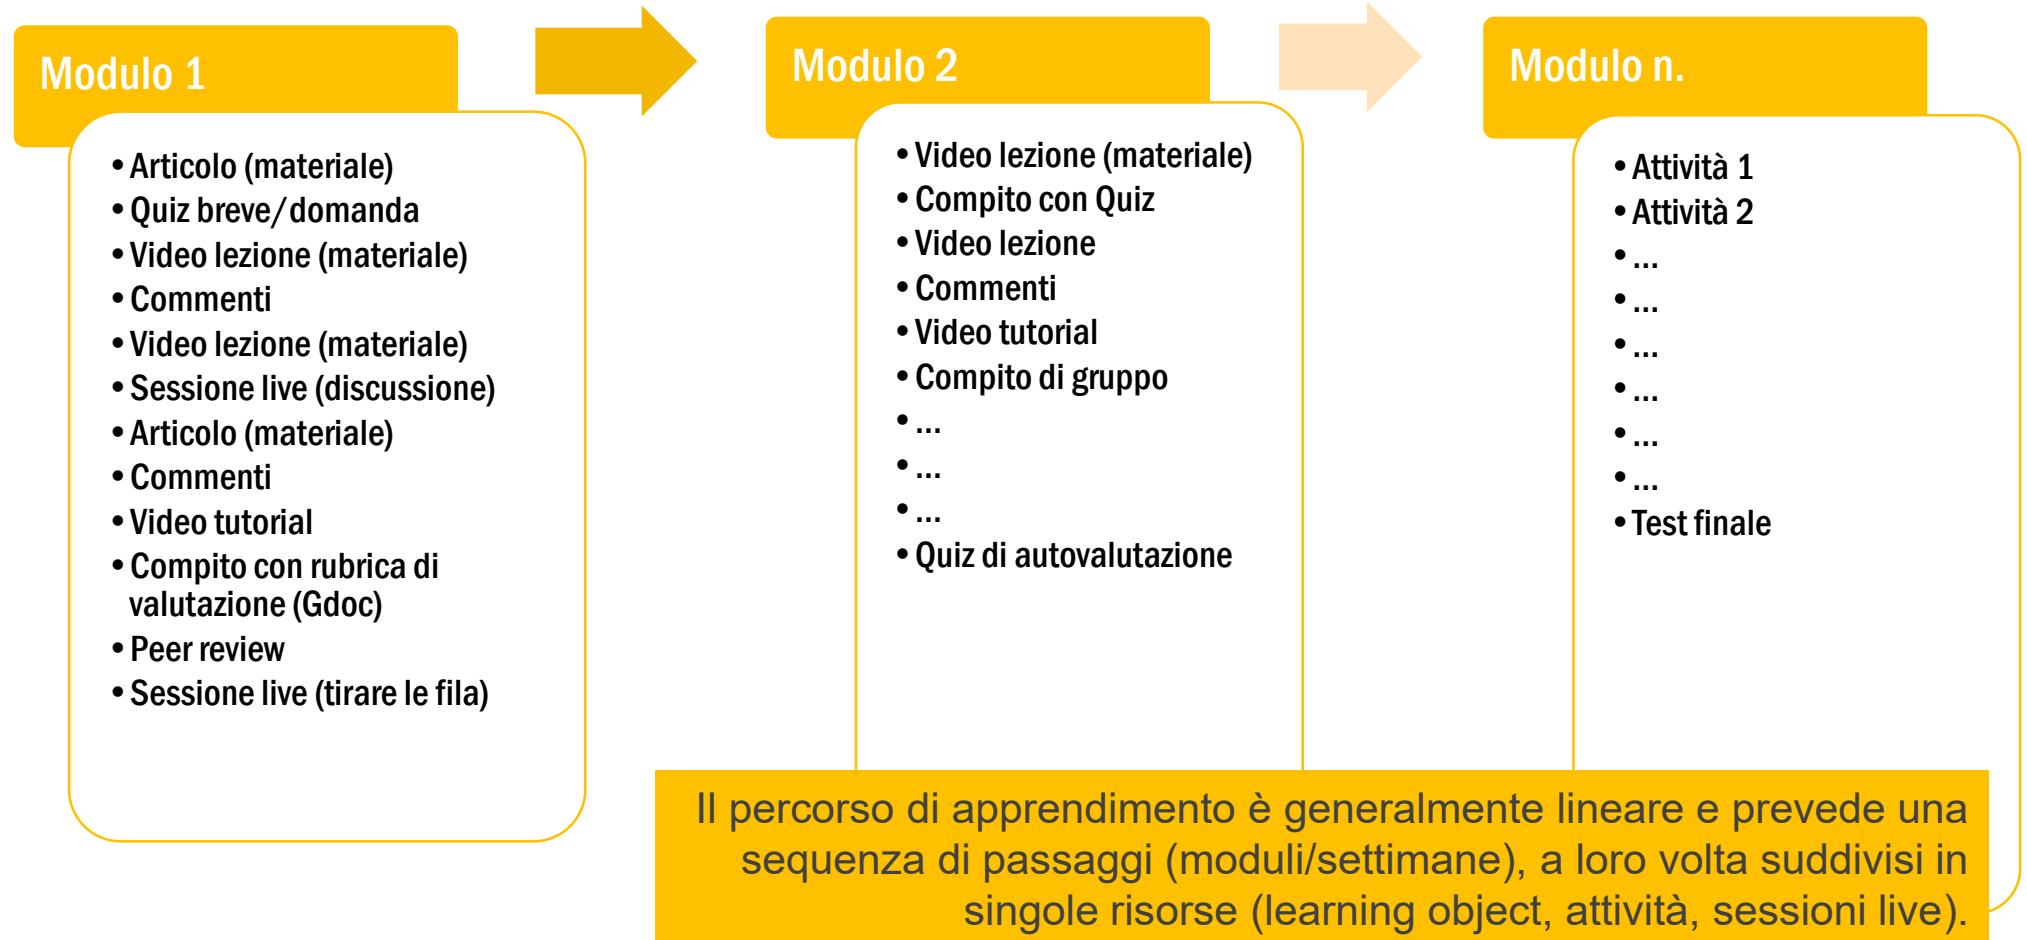 Modulo 1
• Articolo (materiale)
• Quiz breve/domanda
• Video lezione (materiale)
• Commenti
• Video lezione (materiale)
• Sessione live (discussione)
• Articolo (materiale)
• Commenti
• Video tutorial
• Compito con rubrica di
valutazione (Gdoc)
• Peer review
• Sessione live (tirare le fila)
Modulo 2
• Video lezione (materiale)
• Compito con Quiz
• Video lezione
• Commenti
• Video tutorial
• Compito di gruppo
• ...
• ...
• ...
• Quiz di autovalutazione
Modulo n.
• Attività 1
• Attività 2
• ...
• ...
• ...
• ...
• ...
• ...
• Test finale
Il percorso di apprendimento è generalmente lineare e prevede una
sequenza di passaggi (moduli/settimane), a loro volta suddivisi in
singole risorse (learning object, attività, sessioni live).